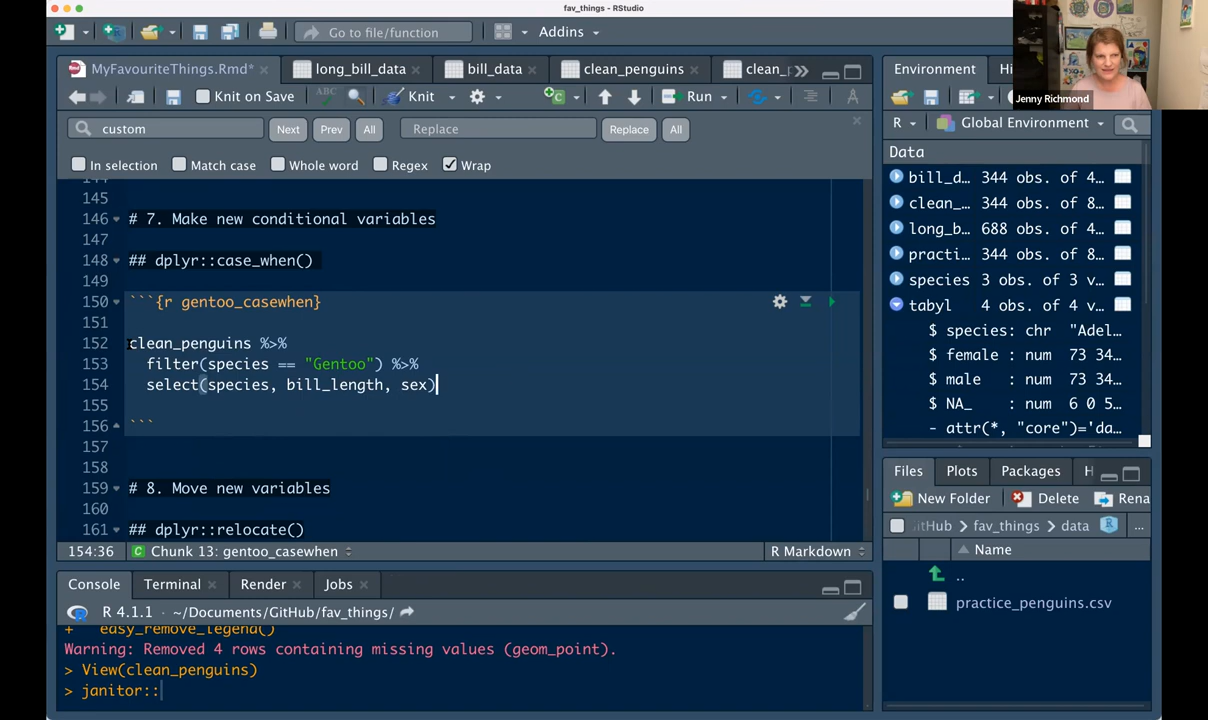 fav_things - RStudio
Go to file/function
Addins
MyFavouriteThings.Rmd*
long_bill_data
bill_data
clean_penguins
clean_
Knit on Save
ABC
Knit
Run
custom
Next
Prev
All
Replace
Replace
All
In selection
Match case
Whole word
Regex
Wrap
144
145
146 # 7. Make new conditional variables
147
148 ## dplyr::case_when()
149
150 ```{r gentoo_casewhen}
151
152 clean_penguins %>%
153 filter(species == "Gentoo") %>%
154 select(species, bill_length, sex)
155
156 ```
157
158
159 # 8. Move new variables
160
161 ## dplyr::relocate()
154:36
Chunk 13: gentoo_casewhen
R Markdown
Console
Terminal
Render
Jobs
R 4.1.1 · ~/Documents/GitHub/fav_things/
+ easy_remove_legend()
Warning: Removed 4 rows containing missing values (geom_point).
> View(clean_penguins)
> janitor::
Jenny Richmond
Environment
Hi
R
Global Environment
Data
bill_d… 344 obs. of 4…
clean_… 344 obs. of 8…
long_b… 688 obs. of 4…
practi… 344 obs. of 8…
species 3 obs. of 3 v…
tabyl 4 obs. of 4 v…
$ species: chr "Adel…
$ female : num 73 34…
$ male : num 73 34…
$ NA_ : num 6 0 5…
- attr(*, "core")='da…
Files
Plots
Packages
H
New Folder
Delete
Rena
itHub
fav_things
data
...
Name
..
practice_penguins.csv